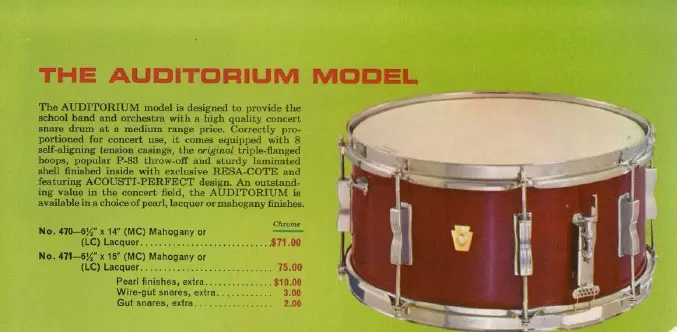 THE AUDITORIUM MODEL
The AUDITORIUM model is designed to provide the
school band and orchestra with a high quality concert
snare drum at a medium range price. Correctly pro-
portioned for concert use, it comes equipped with 8
self-aligning tension casings, the original triple-flanged
hoops, popular P-83 throw-off and sturdy laminated
shell finished inside with exclusive RESA-COTE and
featuring ACOUSTI-PERFECT design. An outstand-
ing value in the concert field, the AUDITORIUM is
available in a choice of pearl, lacquer or mahogany finishes.
Chrome
No. 470—6½" x 14" (MC) Mahogany or
(LC) Lacquer............................$71.00
No. 471—6½" x 15" (MC) Mahogany or
(LC) Lacquer............................ 75.00
Pearl finishes, extra..............$10.00
Wire-gut snares, extra............ 3.00
Gut snares, extra................. 2.00